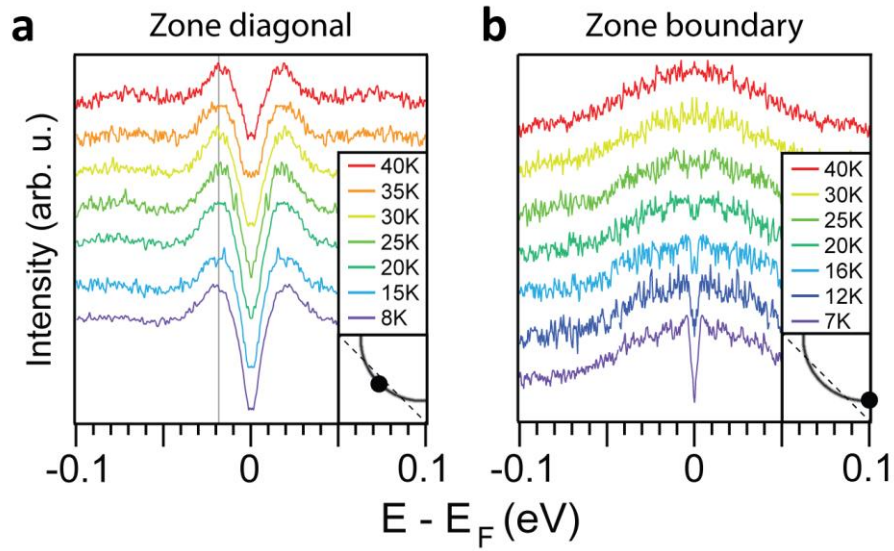 a Zone diagonal
b Zone boundary
Intensity (arb. u.)
40K
35K
30K
25K
20K
15K
8K
40K
30K
25K
20K
16K
12K
7K
-0.1 0 0.1
-0.1 0 0.1
E - E_F (eV)